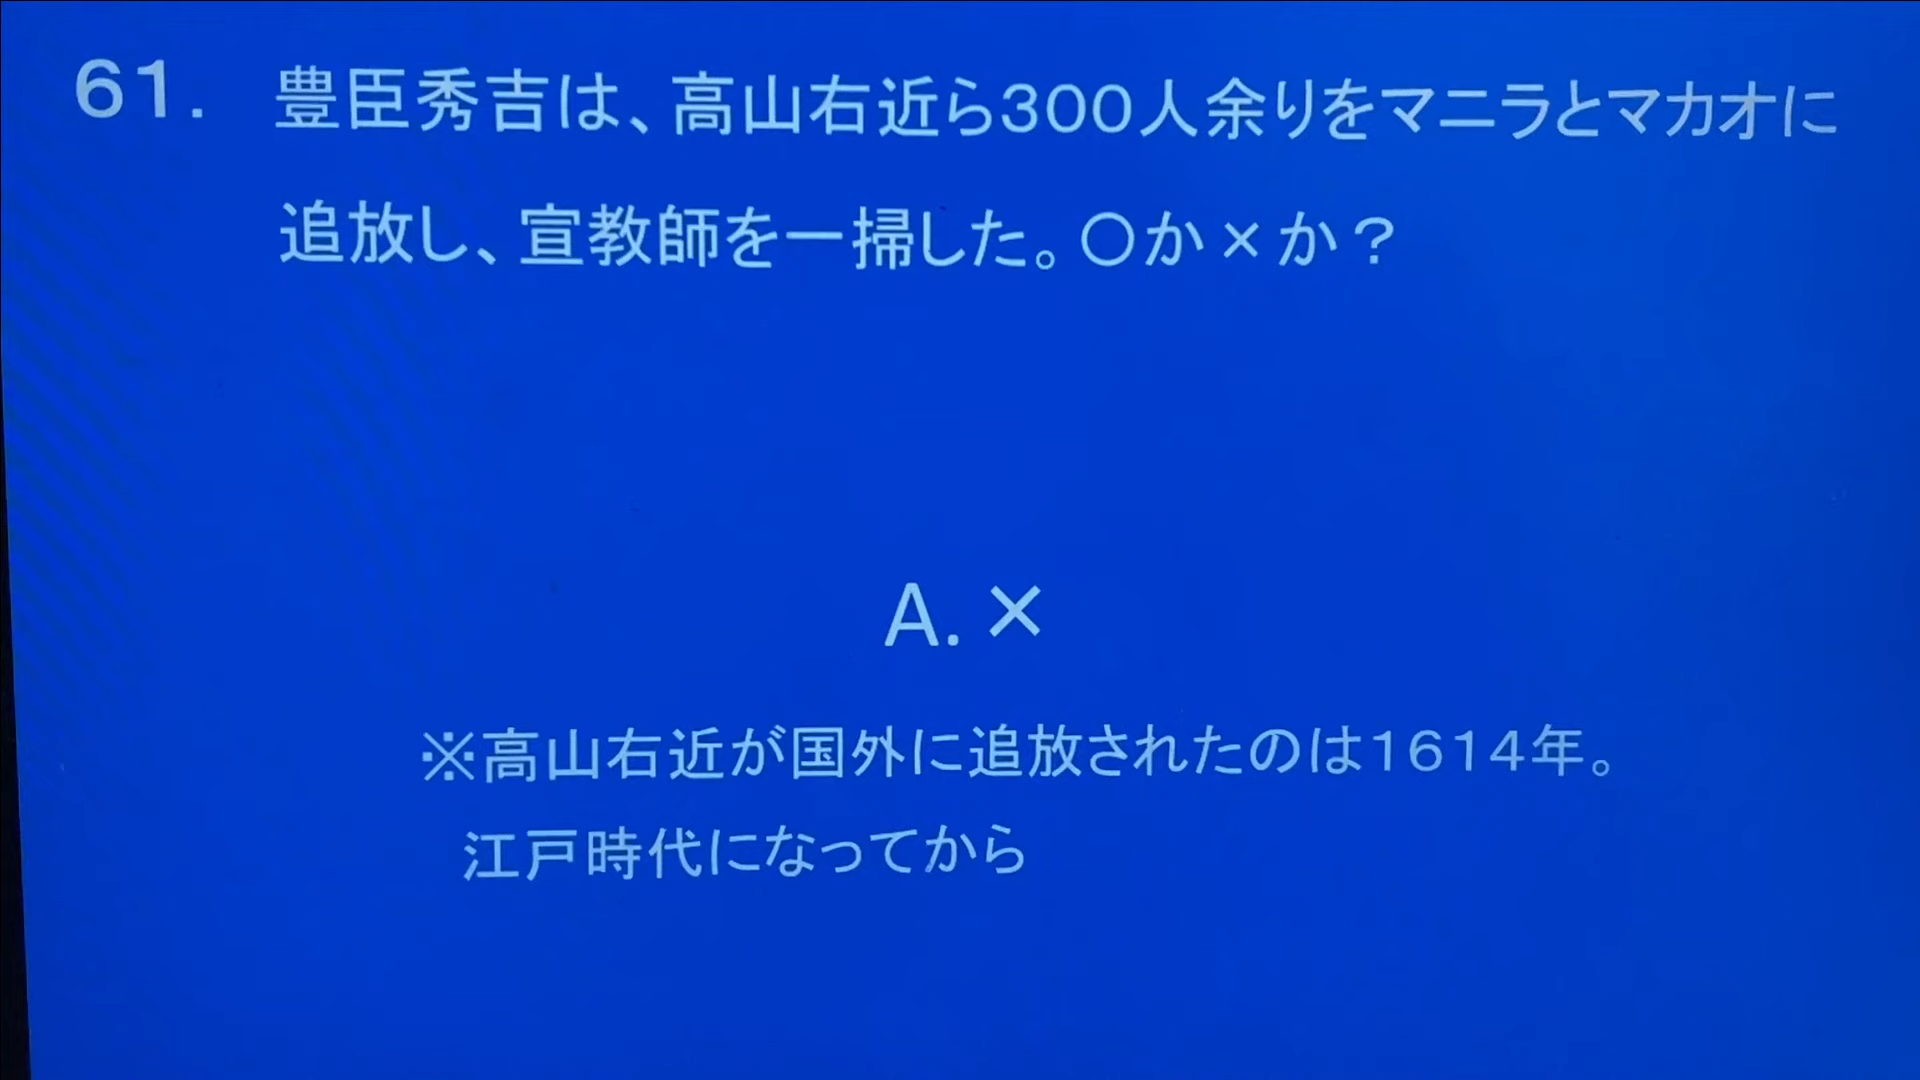 61. 豊臣秀吉は、高山右近ら300人余りをマニラとマカオに
追放し、宣教師を一掃した。〇か×か？
A. ×
※高山右近が国外に追放されたのは1614年。
江戸時代になってから